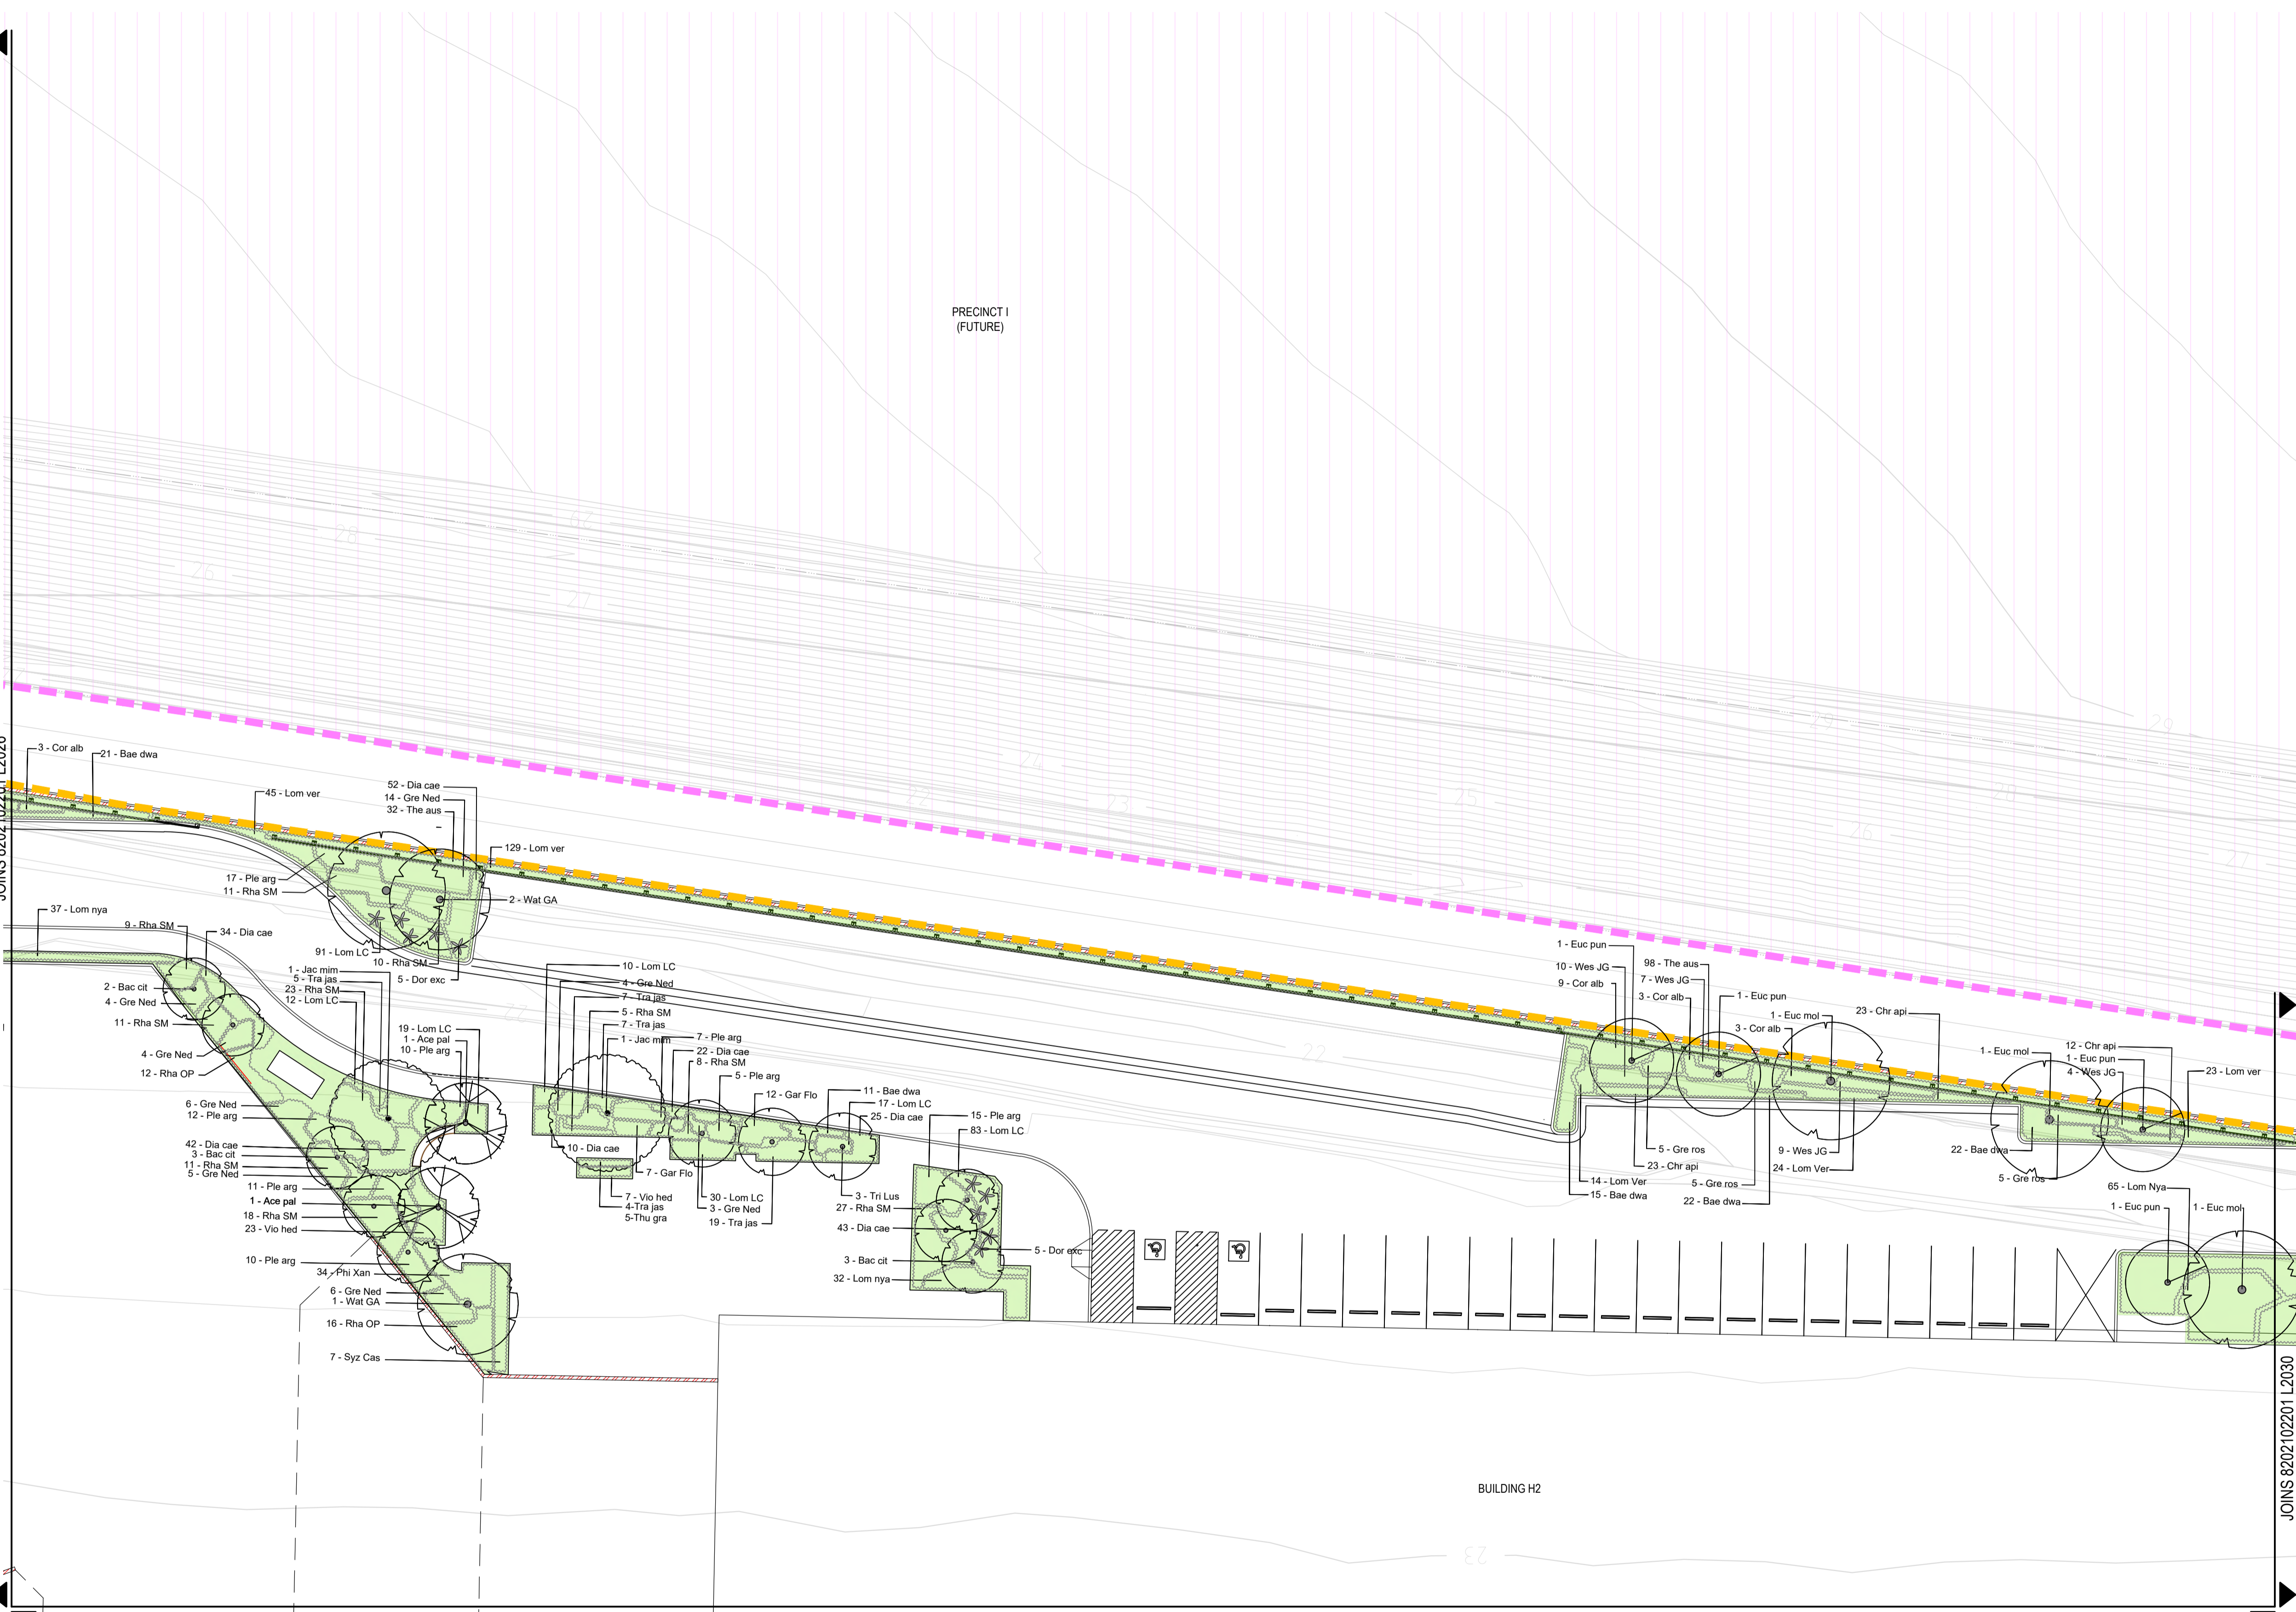 PRECINCT I
(FUTURE)
28
26
27
24
25
29
26
27
22
23
JOINS 8202102201 L2030
3 - Cor alb
21 - Bae dwa
45 - Lom ver
52 - Dia cae
14 - Gre Ned
32 - The aus
129 - Lom ver
17 - Ple arg
11 - Rha SM
2 - Wat GA
37 - Lom nya
9 - Rha SM
34 - Dia cae
91 - Lom LC
10 - Rha SM
5 - Dor exc
1 - Jac mim
5 - Tra jas
23 - Rha SM
12 - Lom LC
2 - Bac cit
4 - Gre Ned
11 - Rha SM
19 - Lom LC
1 - Ace pal
10 - Ple arg
4 - Gre Ned
12 - Rha OP
6 - Gre Ned
12 - Ple arg
42 - Dia cae
3 - Bac cit
11 - Rha SM
5 - Gre Ned
11 - Ple arg
1 - Ace pal
18 - Rha SM
23 - Vio hed
10 - Ple arg
34 - Phi Xan
6 - Gre Ned
1 - Wat GA
16 - Rha OP
7 - Syz Cas
10 - Lom LC
4 - Gre Ned
7 - Tra jas
5 - Rha SM
7 - Tra jas
1 - Jac mim
7 - Ple arg
22 - Dia cae
8 - Rha SM
5 - Ple arg
12 - Gar Flo
11 - Bae dwa
17 - Lom LC
25 - Dia cae
10 - Dia cae
7 - Gar Flo
7 - Vio hed
4-Tra jas
5-Thu gra
30 - Lom LC
3 - Gre Ned
19 - Tra jas
3 - Tri Lus
15 - Ple arg
83 - Lom LC
27 - Rha SM
43 - Dia cae
3 - Bac cit
32 - Lom nya
5 - Dor exc
1 - Euc pun
10 - Wes JG
9 - Cor alb
98 - The aus
7 - Wes JG
3 - Cor alb
1 - Euc pun
1 - Euc mol
3 - Cor alb
23 - Chr api
1 - Euc mol
12 - Chr api
1 - Euc pun
4 - Wes JG
23 - Lom ver
5 - Gre ros
23 - Chr api
14 - Lom Ver
15 - Bae dwa
9 - Wes JG
24 - Lom Ver
5 - Gre ros
22 - Bae dwa
22 - Bae dwa
5 - Gre ros
65 - Lom Nya
1 - Euc pun
1 - Euc mol
BUILDING H2